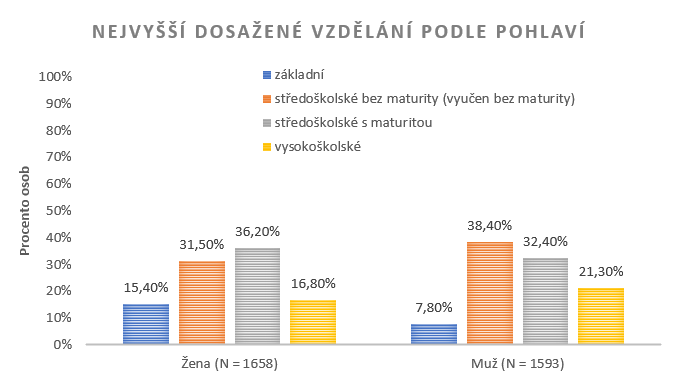 NEJVYŠŠÍ DOSAŽENÉ VZDĚLÁNÍ PODLE POHLAVÍ
základní
středoškolské bez maturity (vyučen bez maturity)
středoškolské s maturitou
vysokoškolské
Procento osob
100%
90%
80%
70%
60%
50%
40%
30%
20%
10%
0%
15,40%
31,50%
36,20%
16,80%
7,80%
38,40%
32,40%
21,30%
Žena (N = 1658)
Muž (N = 1593)